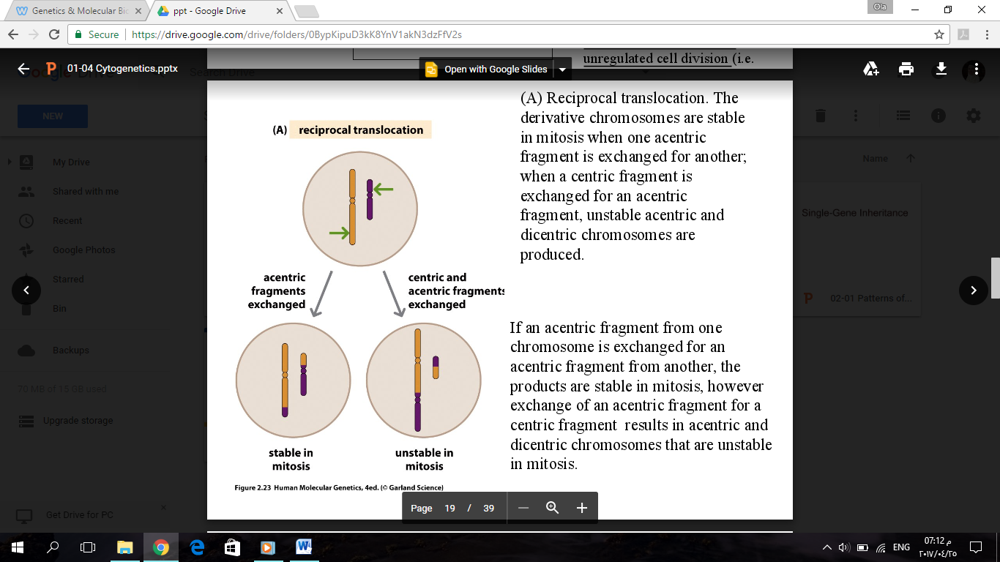 Genetics & Molecular Bio
ppt - Google Drive
Ola
Secure
https://drive.google.com/drive/folders/0BypKipuD3kK8YnV1akN3dzFfV2s
unregulated cell division (i.e.
01-04 Cytogenetics.pptx
Open with Google Slides
Search Drive
NEW
My Drive
Shared with me
Recent
Google Photos
Starred
Bin
Backups
70 MB of 15 GB used
Upgrade storage
Get Drive for PC
Name
Single-Gene Inheritance
02-01 Patterns of...
(A) reciprocal translocation
acentric
fragments
exchanged
centric and
acentric fragments
exchanged
stable in
mitosis
unstable in
mitosis
Figure 2.23 Human Molecular Genetics, 4ed. (© Garland Science)
(A) Reciprocal translocation. The
derivative chromosomes are stable
in mitosis when one acentric
fragment is exchanged for another;
when a centric fragment is
exchanged for an acentric
fragment, unstable acentric and
dicentric chromosomes are
produced.
If an acentric fragment from one
chromosome is exchanged for an
acentric fragment from another, the
products are stable in mitosis, however
exchange of an acentric fragment for a
centric fragment results in acentric and
dicentric chromosomes that are unstable
in mitosis.
Page 19 / 39
ENG
07:12 م
٢٠١٧/٠٤/٢٥